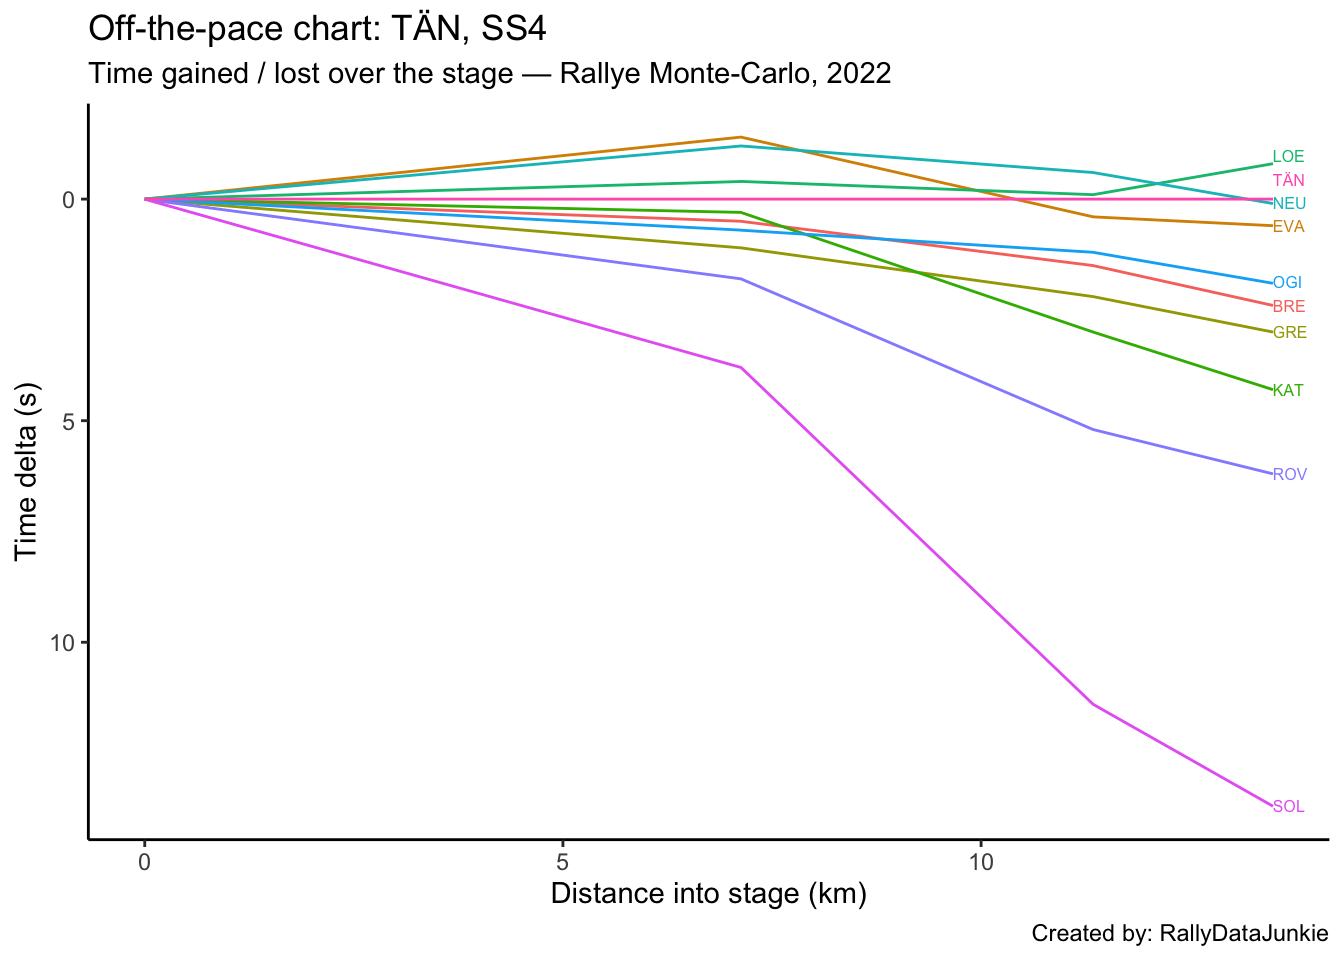 Off-the-pace chart: TÄN, SS4
Time gained / lost over the stage — Rallye Monte-Carlo, 2022
Time delta (s)
0
5
10
LOE
TÄN
NEU
EVA
OGI
BRE
GRE
KAT
ROV
SOL
0
5
10
Distance into stage (km)
Created by: RallyDataJunkie